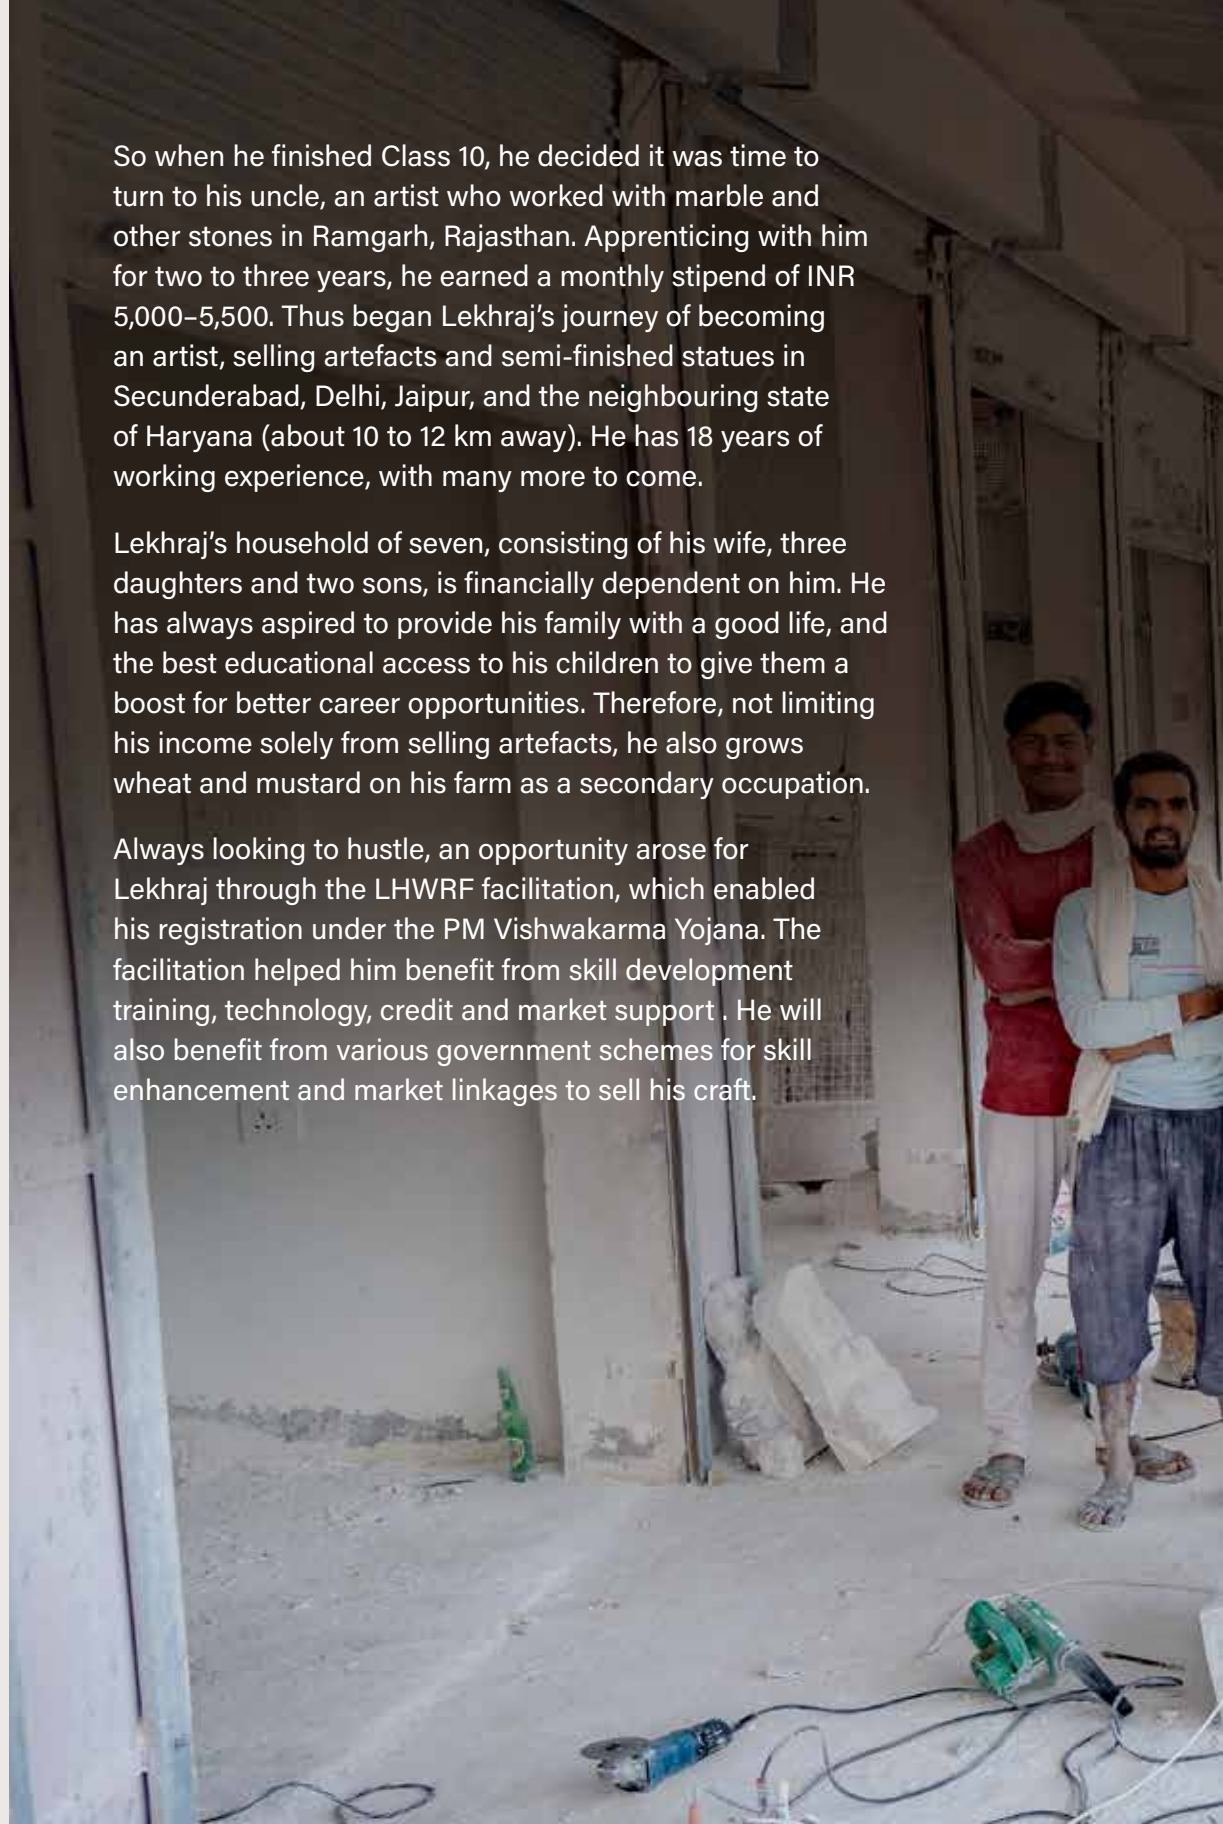 So when he finished Class 10, he decided it was time to
turn to his uncle, an artist who worked with marble and
other stones in Ramgarh, Rajasthan. Apprenticing with him
for two to three years, he earned a monthly stipend of INR
5,000–5,500. Thus began Lekhraj’s journey of becoming
an artist, selling artefacts and semi-finished statues in
Secunderabad, Delhi, Jaipur, and the neighbouring state
of Haryana (about 10 to 12 km away). He has 18 years of
working experience, with many more to come.
Lekhraj’s household of seven, consisting of his wife, three
daughters and two sons, is financially dependent on him. He
has always aspired to provide his family with a good life, and
the best educational access to his children to give them a
boost for better career opportunities. Therefore, not limiting
his income solely from selling artefacts, he also grows
wheat and mustard on his farm as a secondary occupation.
Always looking to hustle, an opportunity arose for
Lekhraj through the LHWRF facilitation, which enabled
his registration under the PM Vishwakarma Yojana. The
facilitation helped him benefit from skill development
training, technology, credit and market support . He will
also benefit from various government schemes for skill
enhancement and market linkages to sell his craft.